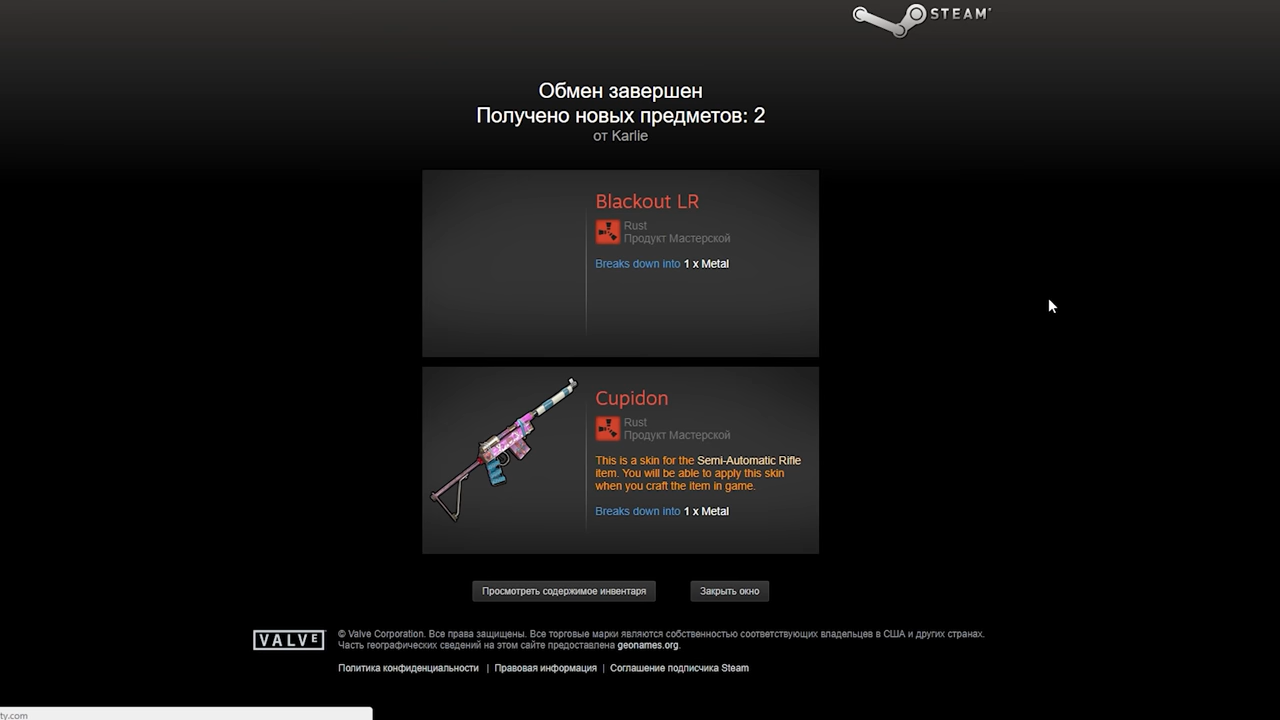 STEAM
Обмен завершен
Получено новых предметов: 2
от Karlie
Blackout LR
Rust
Продукт Мастерской
Breaks down into 1 x Metal
Cupidon
Rust
Продукт Мастерской
This is a skin for the Semi-Automatic Rifle
item. You will be able to apply this skin
when you craft the item in game.
Breaks down into 1 x Metal
Просмотреть содержимое инвентаря
Закрыть окно
VALVE
© Valve Corporation. Все права защищены. Все торговые марки являются собственностью соответствующих владельцев в США и других странах.
Часть географических сведений на этом сайте предоставлена geonames.org.
Политика конфиденциальности | Правовая информация | Соглашение подписчика Steam
ty.com